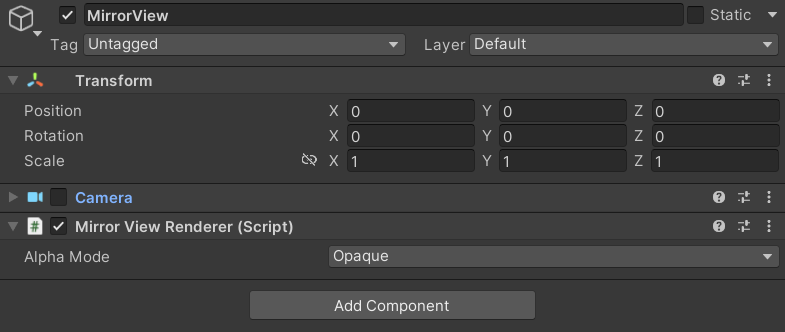 MirrorView Static
Tag Untagged Layer Default
Transform
Position X 0 Y 0 Z 0
Rotation X 0 Y 0 Z 0
Scale X 1 Y 1 Z 1
Camera
# Mirror View Renderer (Script)
Alpha Mode Opaque
Add Component